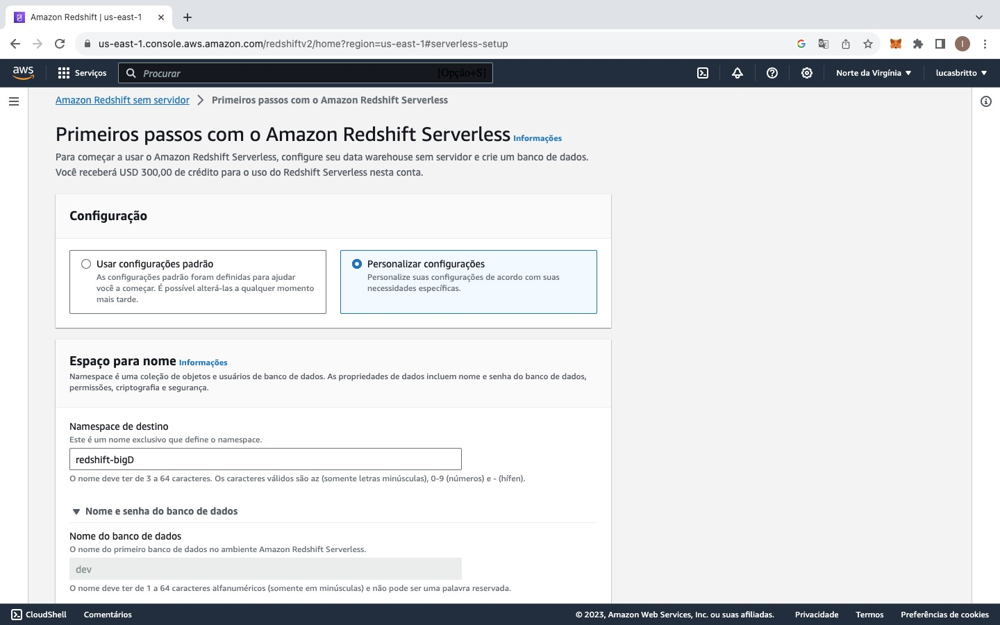 Amazon Redshift | us-east-1
us-east-1.console.aws.amazon.com/redshiftv2/home?region=us-east-1#serverless-setup
aws
Serviços
Procurar
[Opção+S]
Norte da Virgínia
lucasbritto
Amazon Redshift sem servidor
Primeiros passos com o Amazon Redshift Serverless
Primeiros passos com o Amazon Redshift Serverless Informações
Para começar a usar o Amazon Redshift Serverless, configure seu data warehouse sem servidor e crie um banco de dados.
Você receberá USD 300,00 de crédito para o uso do Redshift Serverless nesta conta.
Configuração
Usar configurações padrão
As configurações padrão foram definidas para ajudar
você a começar. É possível alterá-las a qualquer momento
mais tarde.
Personalizar configurações
Personalize suas configurações de acordo com suas
necessidades específicas.
Espaço para nome Informações
Namespace é uma coleção de objetos e usuários de banco de dados. As propriedades de dados incluem nome e senha do banco de dados,
permissões, criptografia e segurança.
Namespace de destino
Este é um nome exclusivo que define o namespace.
redshift-bigD
O nome deve ter de 3 a 64 caracteres. Os caracteres válidos são az (somente letras minúsculas), 0-9 (números) e - (hífen).
Nome e senha do banco de dados
Nome do banco de dados
O nome do primeiro banco de dados no ambiente Amazon Redshift Serverless.
dev
O nome deve ter de 1 a 64 caracteres alfanuméricos (somente em minúsculas) e não pode ser uma palavra reservada.
CloudShell
Comentários
© 2023, Amazon Web Services, Inc. ou suas afiliadas.
Privacidade
Termos
Preferências de cookies